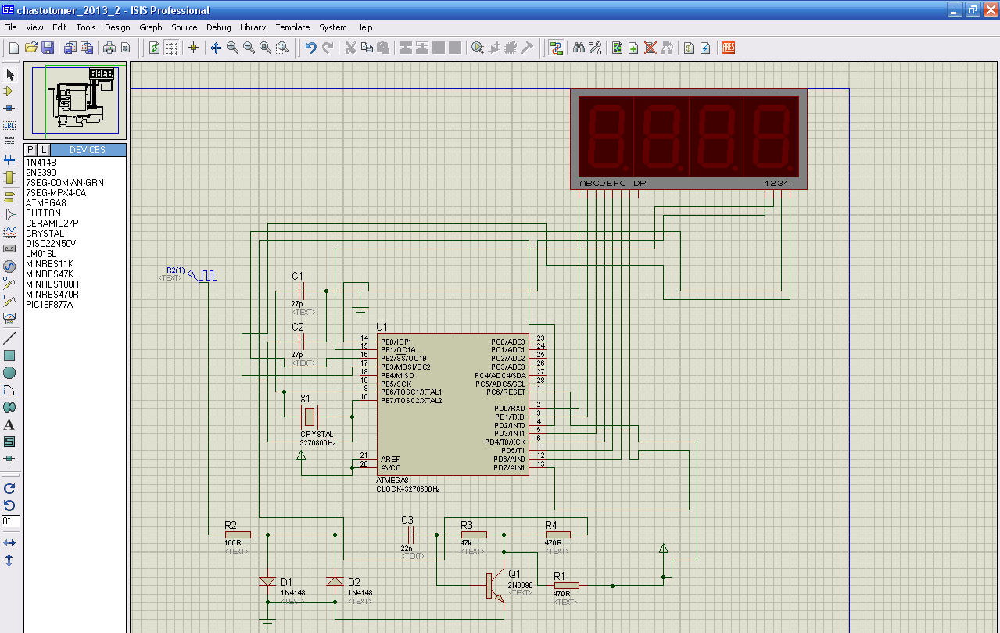 chastotomer_2013_2 - ISIS Professional
File View Edit Tools Design Graph Source Debug Library Template System Help
ISIS
ARES
LBL
P L DEVICES
1N4148
2N3390
7SEG-COM-AN-GRN
7SEG-MPX4-CA
ATMEGA8
BUTTON
CERAMIC27P
CRYSTAL
DISC22N50V
LM016L
MINRES11K
MINRES47K
MINRES100R
MINRES470R
PIC16F877A
A
S
0°
ABCDEFG DP 1234
R2(1)
<TEXT>
C1
27p
<TEXT>
C2
27p
<TEXT>
X1
CRYSTAL
3276800Hz
U1
14 PB0/ICP1 PC0/ADC0 23
15 PB1/OC1A PC1/ADC1 24
16 PB2/SS/OC1B PC2/ADC2 25
17 PB3/MOSI/OC2 PC3/ADC3 26
18 PB4/MISO PC4/ADC4/SDA 27
19 PB5/SCK PC5/ADC5/SCL 28
9 PB6/TOSC1/XTAL1 PC6/RESET 1
10 PB7/TOSC2/XTAL2
PD0/RXD 2
PD1/TXD 3
PD2/INT0 4
PD3/INT1 5
PD4/T0/XCK 6
PD5/T1 11
21 AREF PD6/AIN0 12
20 AVCC PD7/AIN1 13
ATMEGA8
CLOCK=3276800Hz
R2
100R
<TEXT>
C3
22n
<TEXT>
R3
47k
<TEXT>
R4
470R
<TEXT>
D1
1N4148
<TEXT>
D2
1N4148
<TEXT>
Q1
2N3390
<TEXT>
R1
470R
<TEXT>